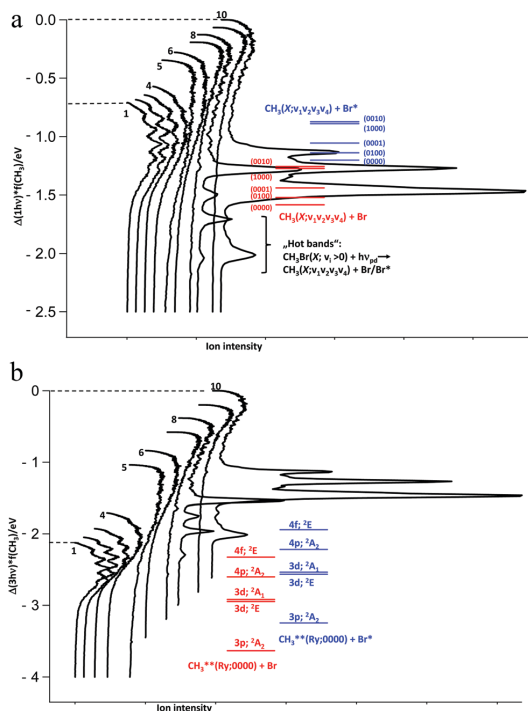 a
0.0
- 0.5
- 1.0
- 1.5
- 2.0
- 2.5
Δ(1hν)*f(CH₃)/eV
10
8
6
5
4
1
CH₃(X;ν₁ν₂ν₃ν₄) + Br*
(0010)
(1000)
(0001)
(0100)
(0000)
(0010)
(1000)
(0001)
(0100)
(0000)
CH₃(X;ν₁ν₂ν₃ν₄) + Br
„Hot bands“:
CH₃Br(X; νᵢ >0) + hνpd→
CH₃(X;ν₁ν₂ν₃ν₄) + Br/Br*
Ion intensity
b
0
- 1
- 2
- 3
- 4
Δ(3hν)*f(CH₃)/eV
10
8
6
5
4
1
4f; ²E
4p; ²A₂
3d; ²A₁
3d; ²E
3p; ²A₂
CH₃**(Ry;0000) + Br*
4f; ²E
4p; ²A₂
3d; ²A₁
3d; ²E
3p; ²A₂
CH₃**(Ry;0000) + Br
Ion intensity